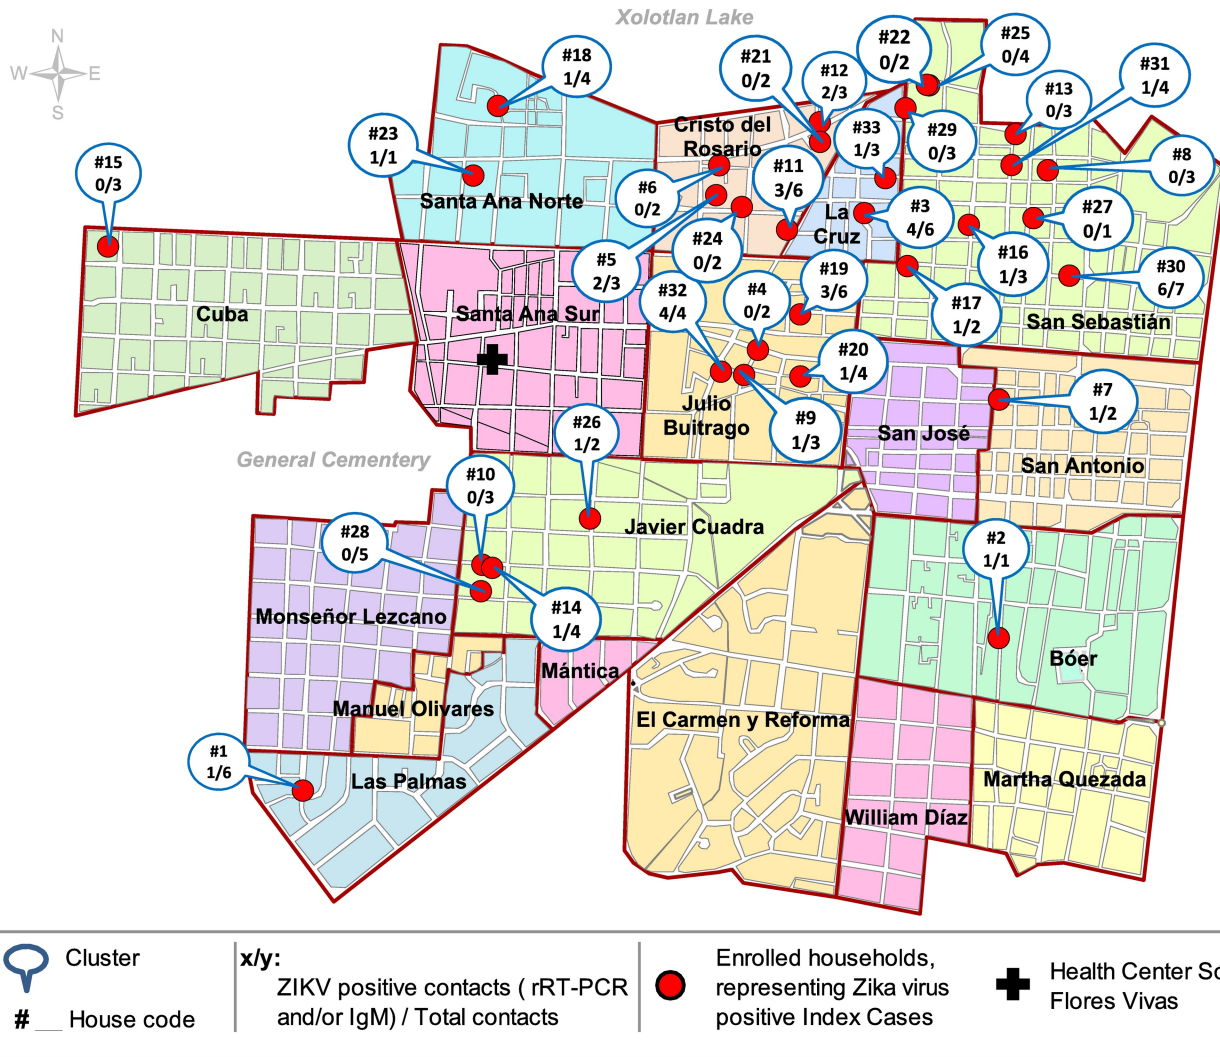 Xolotlan Lake
N
W E
S
#18
1/4
#21
0/2
#12
2/3
#22
0/2
#25
0/4
#31
1/4
#13
0/3
#23
1/1
#15
0/3
Cristo del
Rosario
#33
1/3
#29
0/3
#8
0/3
#11
3/6
#6
0/2
Santa Ana Norte
La
Cruz
#3
4/6
#27
0/1
#24
0/2
#5
2/3
#16
1/3
#30
6/7
#19
3/6
#32
4/4
#4
0/2
#17
1/2
Cuba
Santa Ana Sur
San Sebastián
#20
1/4
#7
1/2
Julio
Buitrago
#9
1/3
San José
San Antonio
#26
1/2
General Cementery
#10
0/3
Javier Cuadra
#28
0/5
#2
1/1
#14
1/4
Monseñor Lezcano
Mántica
Bóer
Manuel Olivares
El Carmen y Reforma
#1
1/6
Las Palmas
Martha Quezada
William Díaz
Cluster
# __ House code
x/y:
ZIKV positive contacts ( rRT-PCR
and/or IgM) / Total contacts
Enrolled households,
representing Zika virus
positive Index Cases
Health Center So
Flores Vivas